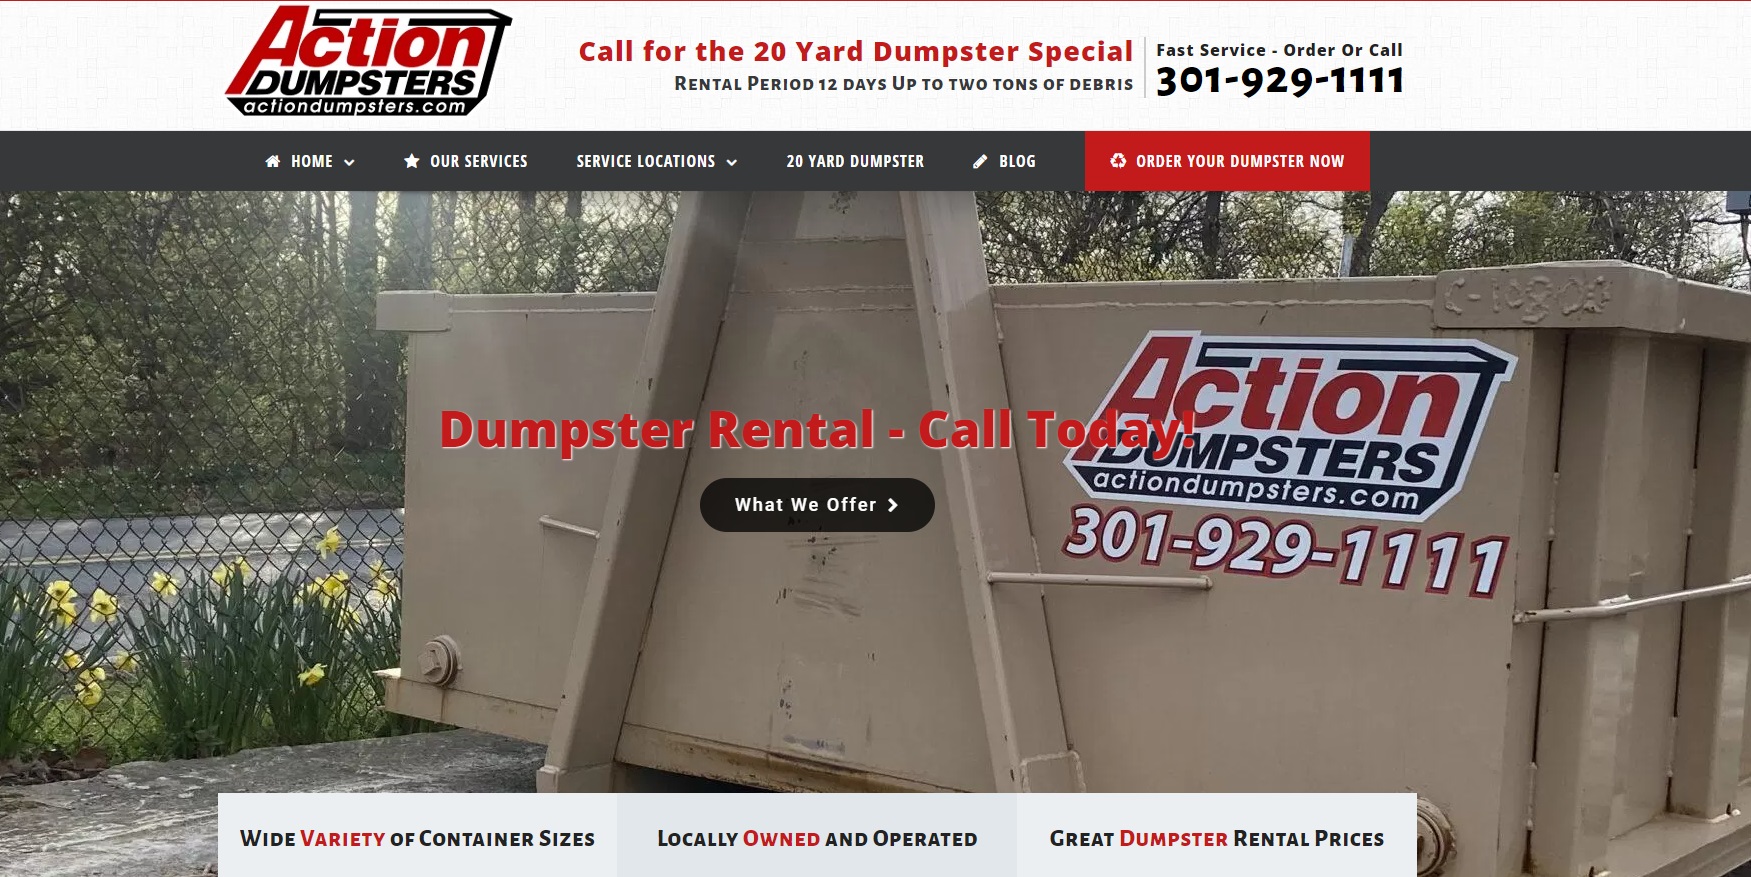 Action
DUMPSTERS
actiondumpsters.com
Call for the 20 Yard Dumpster Special
Rental Period 12 days Up to two tons of debris
Fast Service - Order Or Call
301-929-1111
HOME
OUR SERVICES
SERVICE LOCATIONS
20 YARD DUMPSTER
BLOG
ORDER YOUR DUMPSTER NOW
Action
DUMPSTERS
actiondumpsters.com
301-929-1111
Dumpster Rental - Call Today!
What We Offer
Wide Variety of Container Sizes
Locally Owned and Operated
Great Dumpster Rental Prices